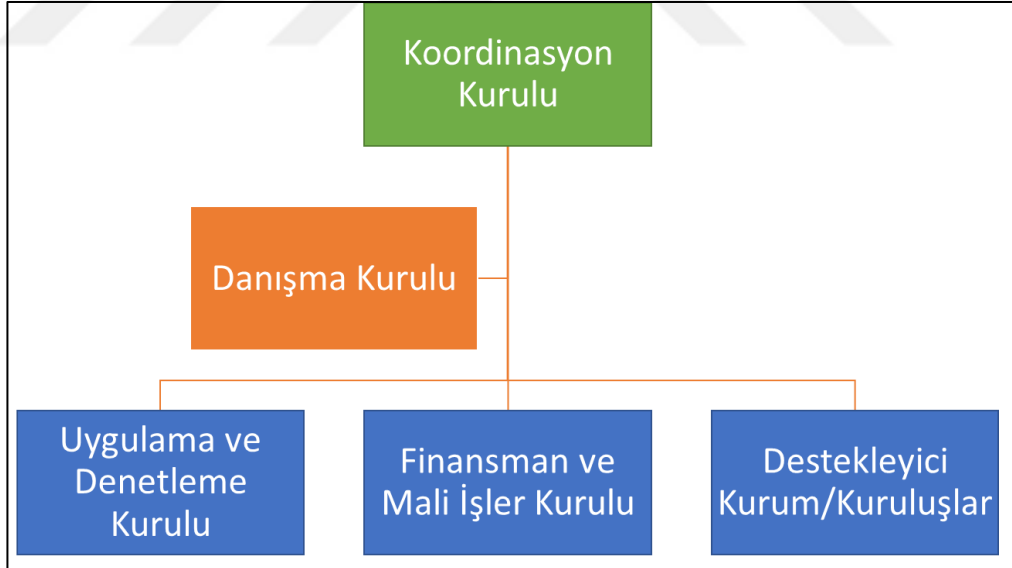 Koordinasyon
Kurulu
Danışma Kurulu
Uygulama ve
Denetleme
Kurulu
Finansman ve
Mali İşler Kurulu
Destekleyici
Kurum/Kuruluşlar